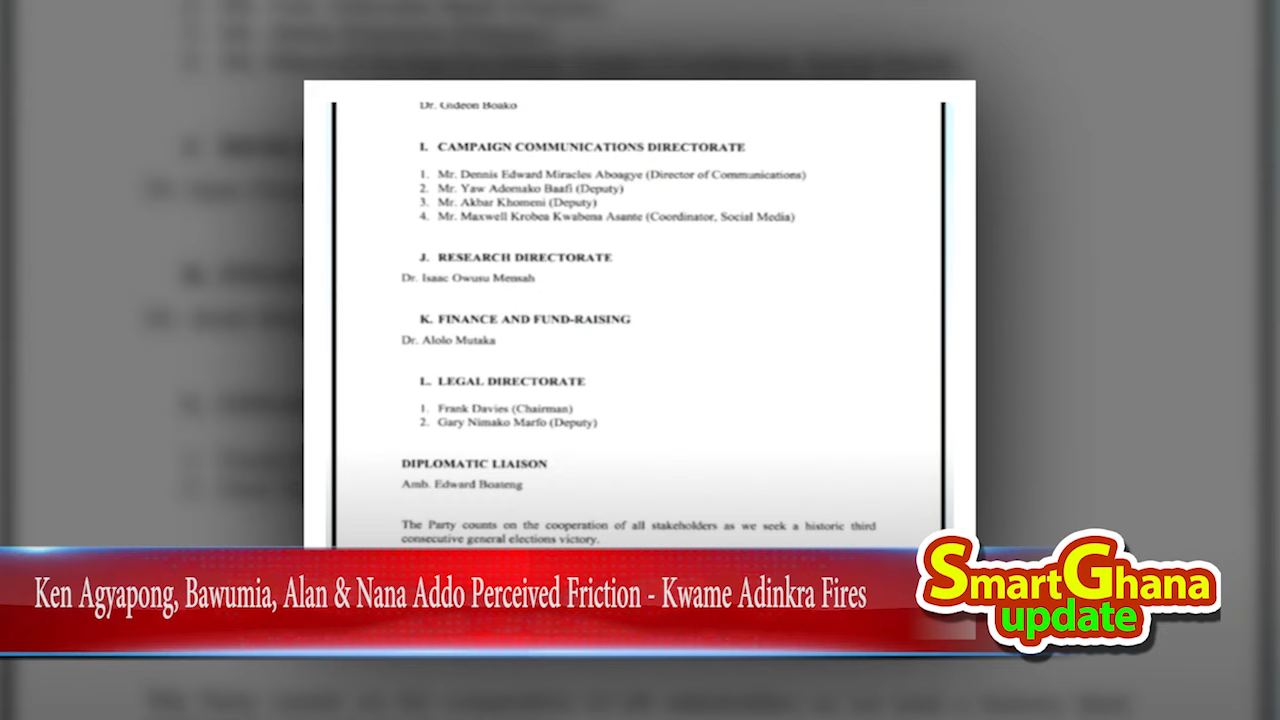 Dr. Gideon Boako
I. CAMPAIGN COMMUNICATIONS DIRECTORATE
1. Mr. Dennis Edward Miracles Aboagye (Director of Communications)
2. Mr. Yaw Adomako Baafi (Deputy)
3. Mr. Akbar Khomeni (Deputy)
4. Mr. Maxwell Krobea Kwabena Asante (Coordinator, Social Media)
J. RESEARCH DIRECTORATE
Dr. Isaac Owusu Mensah
K. FINANCE AND FUND-RAISING
Dr. Alolo Mutaka
L. LEGAL DIRECTORATE
1. Frank Davies (Chairman)
2. Gary Nimako Marfo (Deputy)
DIPLOMATIC LIAISON
Amb. Edward Boateng
The Party counts on the cooperation of all stakeholders as we seek a historic third
consecutive general elections victory.
Ken Agyapong, Bawumia, Alan & Nana Addo Perceived Friction - Kwame Adinkra Fires
SmartGhana
update